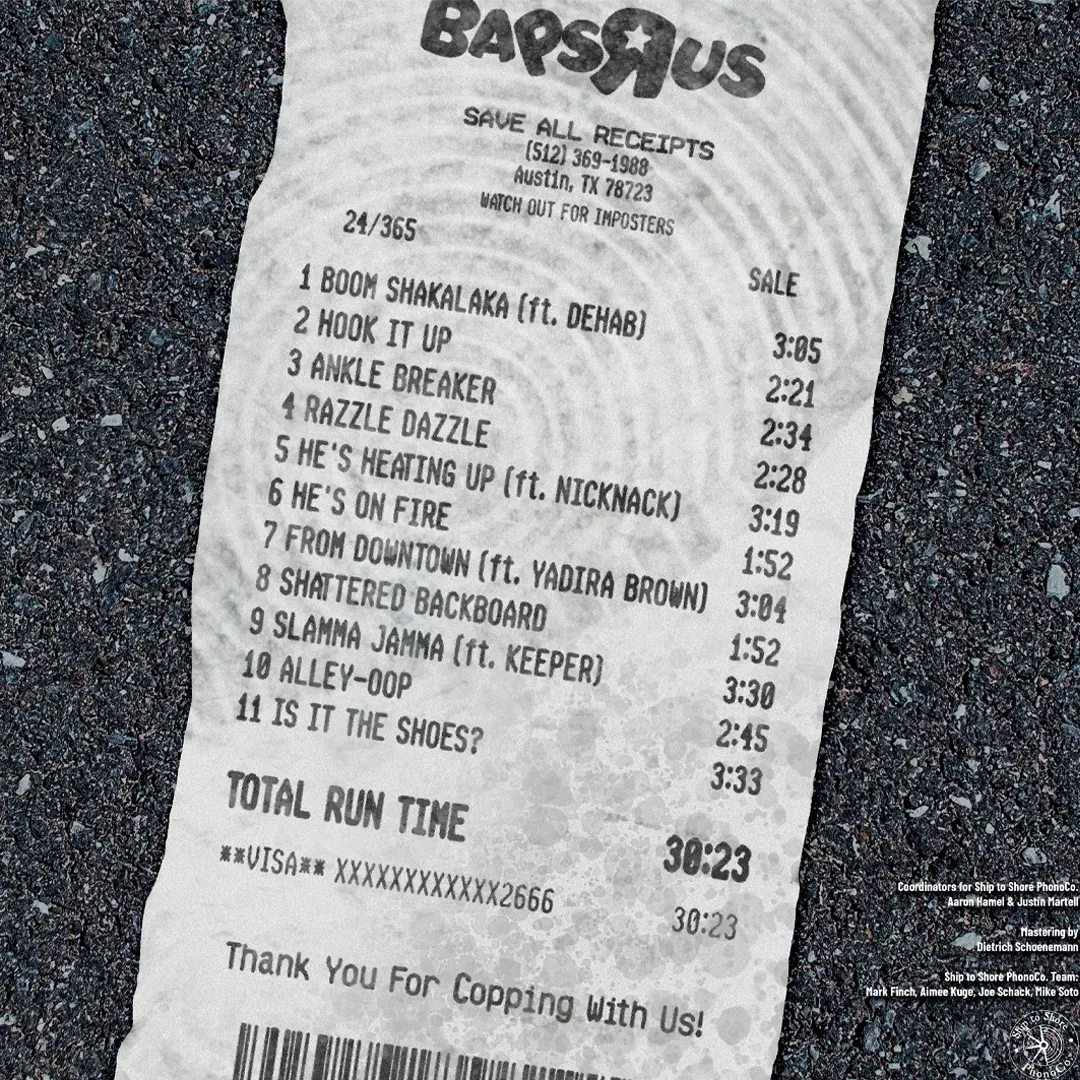 BAPSRUS
SAVE ALL RECEIPTS
(512) 369-1988
Austin, TX 78723
WATCH OUT FOR IMPOSTERS
24/365
SALE
1 BOOM SHAKALAKA (ft. DEHAB) 3:05
2 HOOK IT UP 2:21
3 ANKLE BREAKER 2:34
4 RAZZLE DAZZLE 2:28
5 HE'S HEATING UP (ft. NICKNACK) 3:19
6 HE'S ON FIRE 1:52
7 FROM DOWNTOWN (ft. YADIRA BROWN) 3:04
8 SHATTERED BACKBOARD 1:52
9 SLAMMA JAMMA (ft. KEEPER) 3:30
10 ALLEY-OOP 2:45
11 IS IT THE SHOES? 3:33
TOTAL RUN TIME 30:23
**VISA** XXXXXXXXXXXX2666 30:23
Thank You For Copping With Us!
Coordinators for Ship to Shore PhonoCo.
Aaron Hamel & Justin Martell
Mastering by
Dietrich Schoenemann
Ship to Shore PhonoCo. Team:
Mark Finch, Aimee Kuge, Joe Schack, Mike Soto
Ship to Shore
PhonoCo.